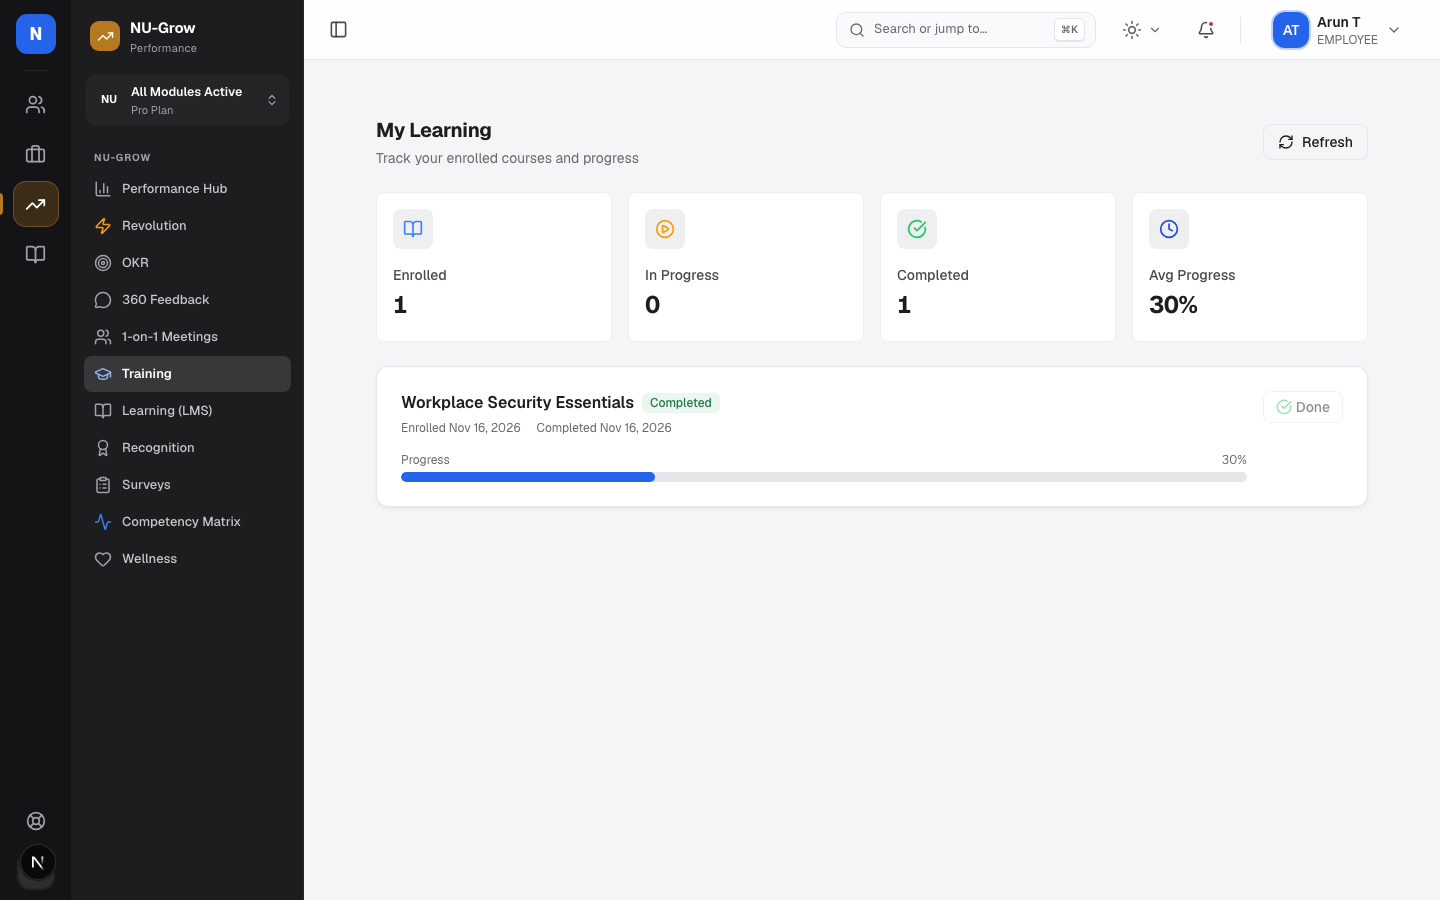 N
NU-Grow
Performance
NU
All Modules Active
Pro Plan
NU-GROW
Performance Hub
Revolution
OKR
360 Feedback
1-on-1 Meetings
Training
Learning (LMS)
Recognition
Surveys
Competency Matrix
Wellness
N
Search or jump to...
⌘K
AT
Arun T
EMPLOYEE
My Learning
Track your enrolled courses and progress
Refresh
Enrolled
1
In Progress
0
Completed
1
Avg Progress
30%
Workplace Security Essentials Completed
Done
Enrolled Nov 16, 2026 Completed Nov 16, 2026
Progress 30%